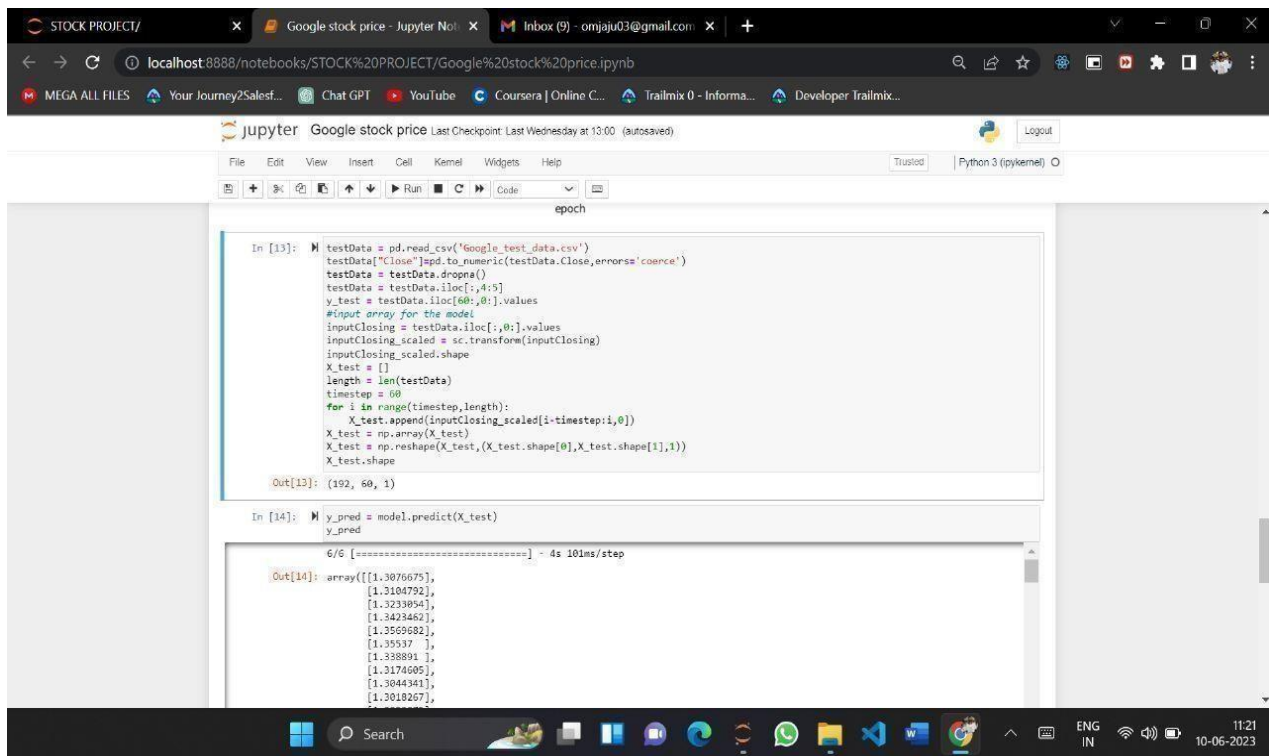 STOCK PROJECT/
Google stock price - Jupyter Not
Inbox (9) - omjaju03@gmail.com
localhost:8888/notebooks/STOCK%20PROJECT/Google%20stock%20price.ipynb
MEGA ALL FILES Your Journey2Salesf... Chat GPT YouTube Coursera | Online C... Trailmix 0 - Informa... Developer Trailmix...
jupyter Google stock price Last Checkpoint: Last Wednesday at 13:00 (autosaved) Logout
File Edit View Insert Cell Kernel Widgets Help Trusted Python 3 (ipykernel)
Run Code
epoch
In [13]: testData = pd.read_csv('Google_test_data.csv')
testData["Close"]=pd.to_numeric(testData.Close,errors='coerce')
testData = testData.dropna()
testData = testData.iloc[:,4:5]
y_test = testData.iloc[60:,0:].values
#input array for the model
inputClosing = testData.iloc[:,0:].values
inputClosing_scaled = sc.transform(inputClosing)
inputClosing_scaled.shape
X_test = []
length = len(testData)
timestep = 60
for i in range(timestep,length):
X_test.append(inputClosing_scaled[i-timestep:i,0])
X_test = np.array(X_test)
X_test = np.reshape(X_test,(X_test.shape[0],X_test.shape[1],1))
X_test.shape
Out[13]: (192, 60, 1)
In [14]: y_pred = model.predict(X_test)
y_pred
6/6 [==============================] - 4s 101ms/step
Out[14]: array([[1.3076675],
[1.3104792],
[1.3233054],
[1.3423462],
[1.3569682],
[1.35537  ],
[1.338891 ],
[1.3174605],
[1.3044341],
[1.3018267],
Search
ENG
IN
11:21
10-06-2023